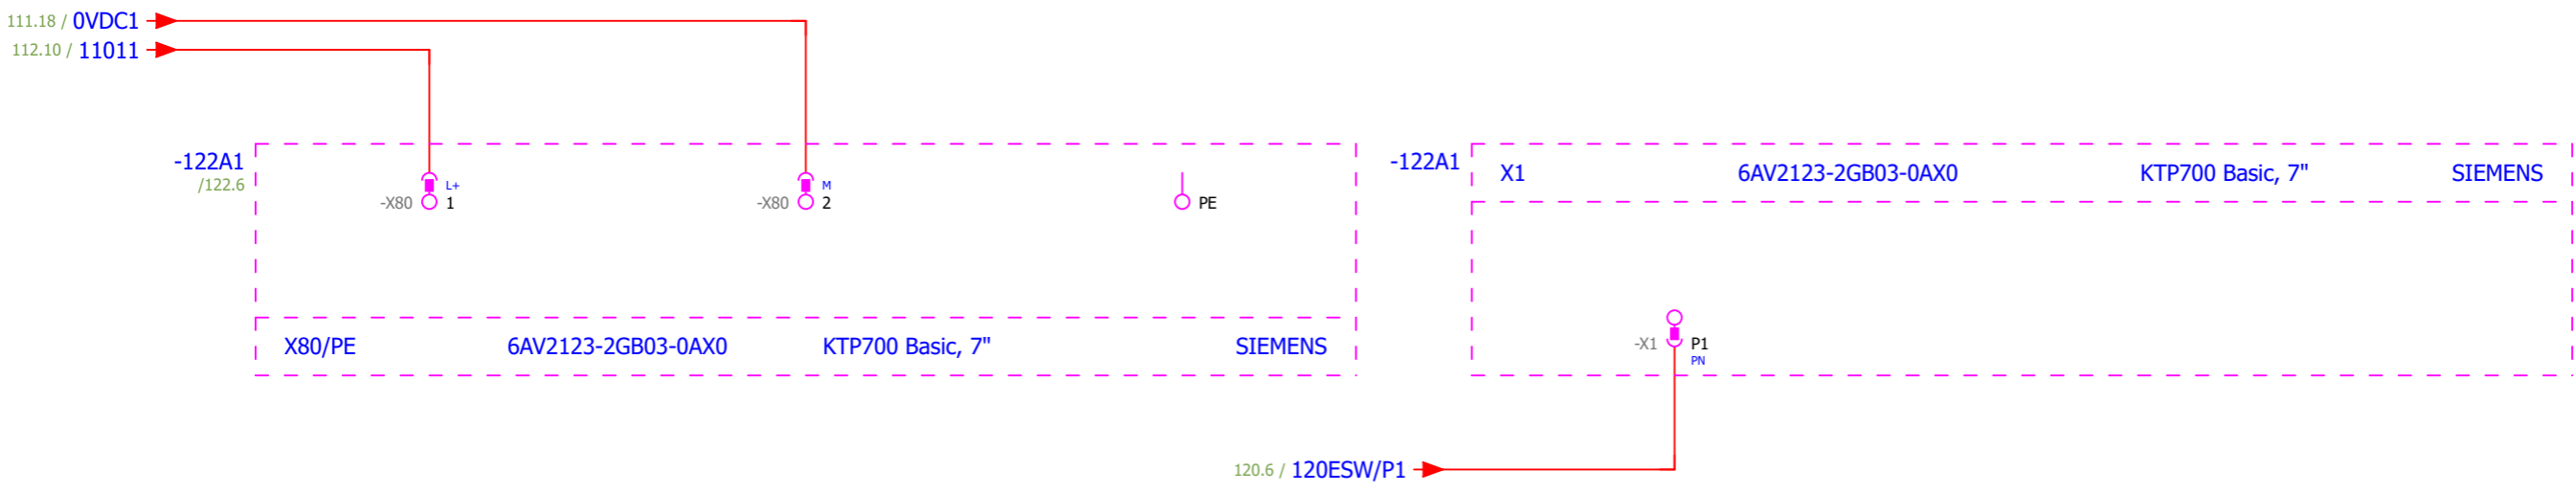 111.18 / 0VDC1
112.10 / 11011
-122A1
/122.6
-X80 L+ 1
-X80 M 2
PE
X80/PE 6AV2123-2GB03-0AX0 KTP700 Basic, 7" SIEMENS
-122A1
X1 6AV2123-2GB03-0AX0 KTP700 Basic, 7" SIEMENS
-X1 P1
PN
120.6 / 120ESW/P1